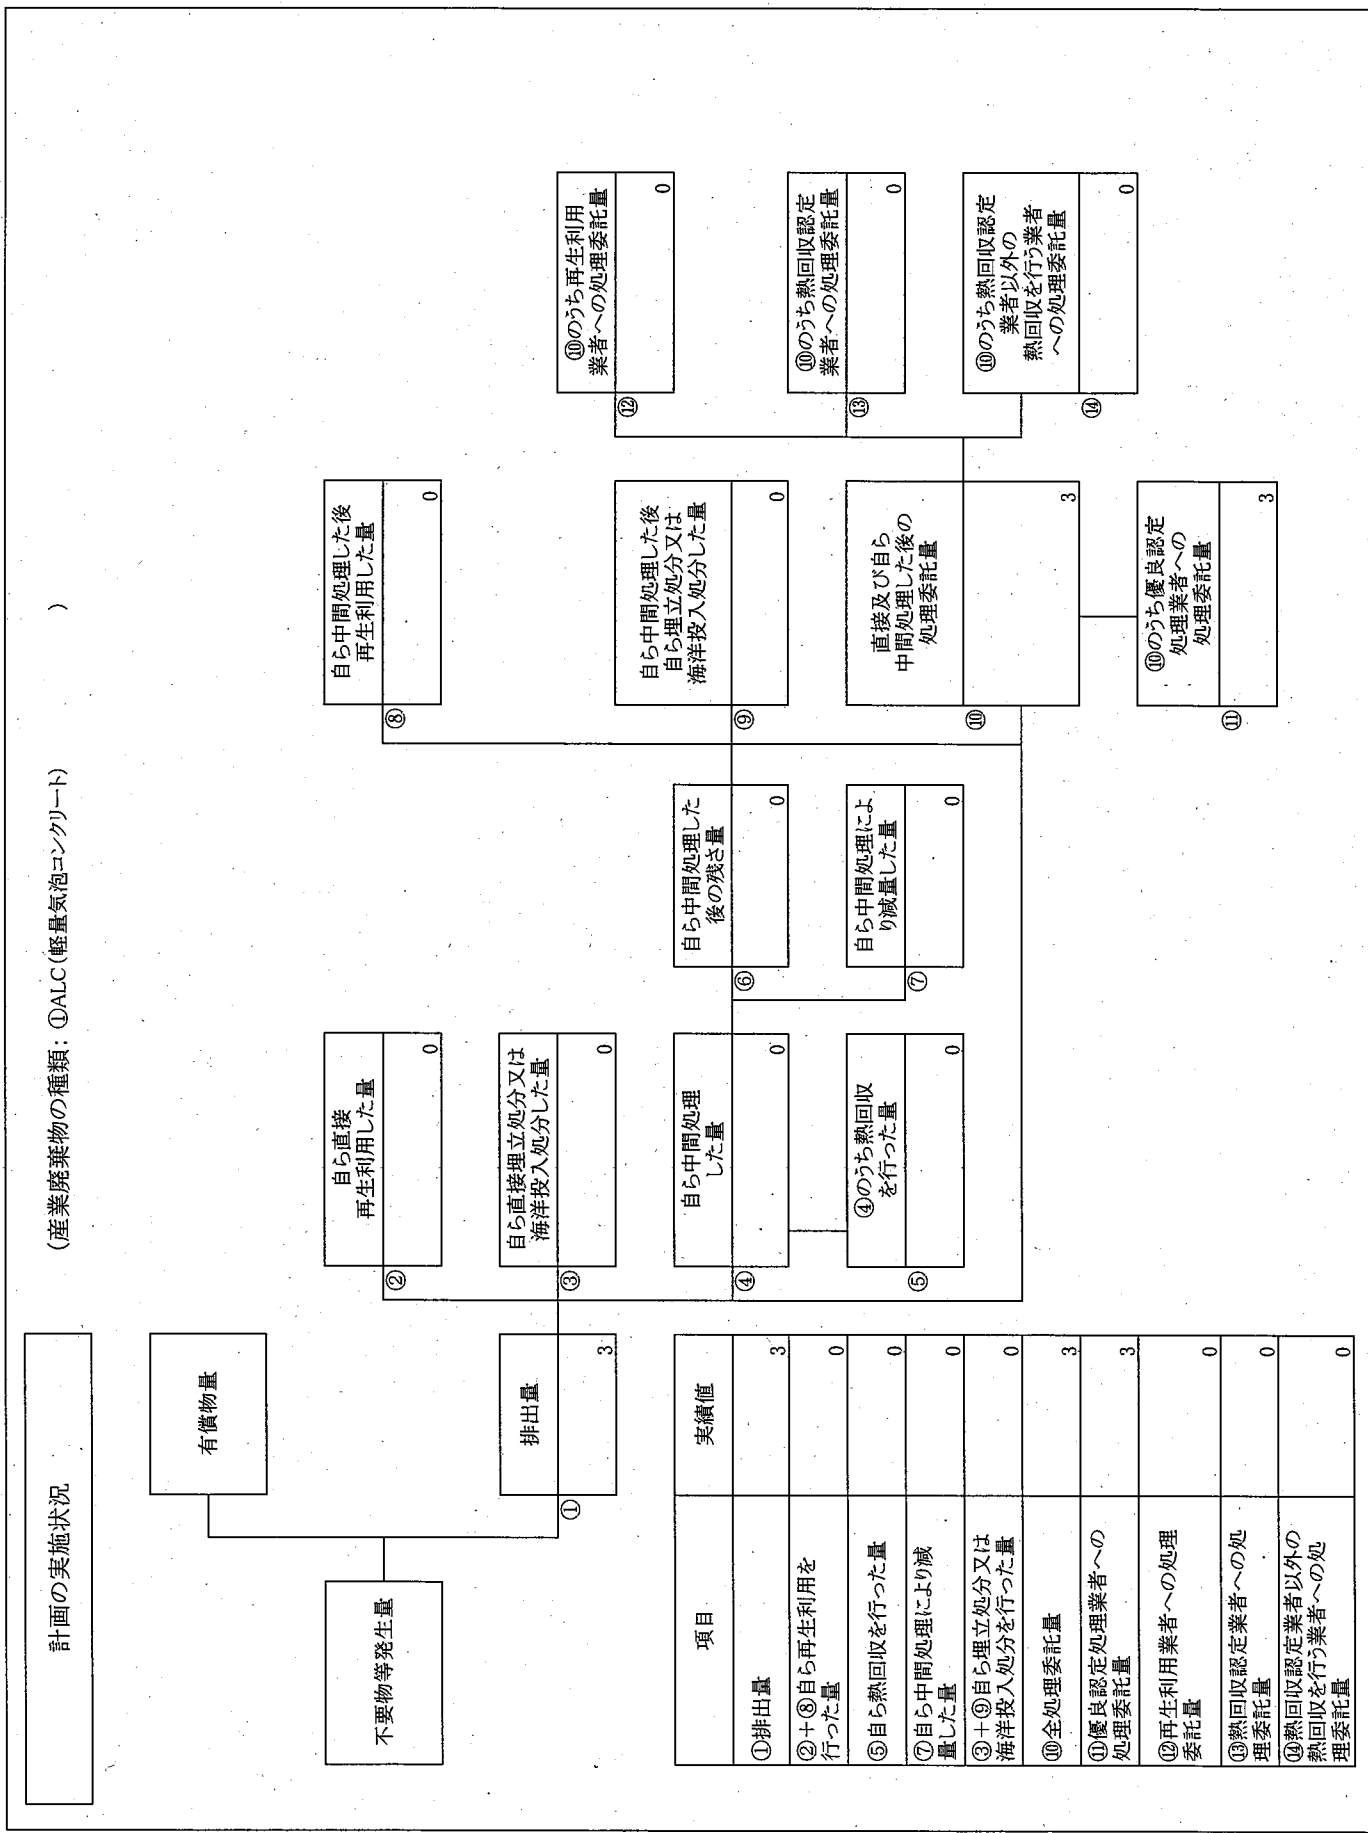 計画の実施状況
(産業廃棄物の種類：①ALC(軽量気泡コンクリート)　　　　　　　)
不要物等発生量
有償物量
①
排出量
3
②
自ら直接
再生利用した量
0
③
自ら直接埋立処分又は
海洋投入処分した量
0
④
自ら中間処理
した量
0
⑤
④のうち熱回収
を行った量
0
⑥
自ら中間処理した
後の残さ量
0
⑦
自ら中間処理によ
り減量した量
0
⑧
自ら中間処理した後
再生利用した量
0
⑨
自ら中間処理した後
自ら埋立処分又は
海洋投入処分した量
0
⑩
直接及び自ら
中間処理した後の
処理委託量
3
⑪
⑩のうち優良認定
処理業者への
処理委託量
3
⑫
⑩のうち再生利用
業者への処理委託量
0
⑬
⑩のうち熱回収認定
業者への処理委託量
0
⑭
⑩のうち熱回収認定
業者以外の
熱回収を行う業者
への処理委託量
0
項目 実績値
①排出量 3
②＋⑧自ら再生利用を
行った量 0
⑤自ら熱回収を行った量 0
⑦自ら中間処理により減
量した量 0
③＋⑨自ら埋立処分又は
海洋投入処分を行った量 0
⑩全処理委託量 3
⑪優良認定処理業者への
処理委託量 3
⑫再生利用業者への処理
委託量 0
⑬熱回収認定業者への処
理委託量 0
⑭熱回収認定業者以外の
熱回収を行う業者への処
理委託量 0